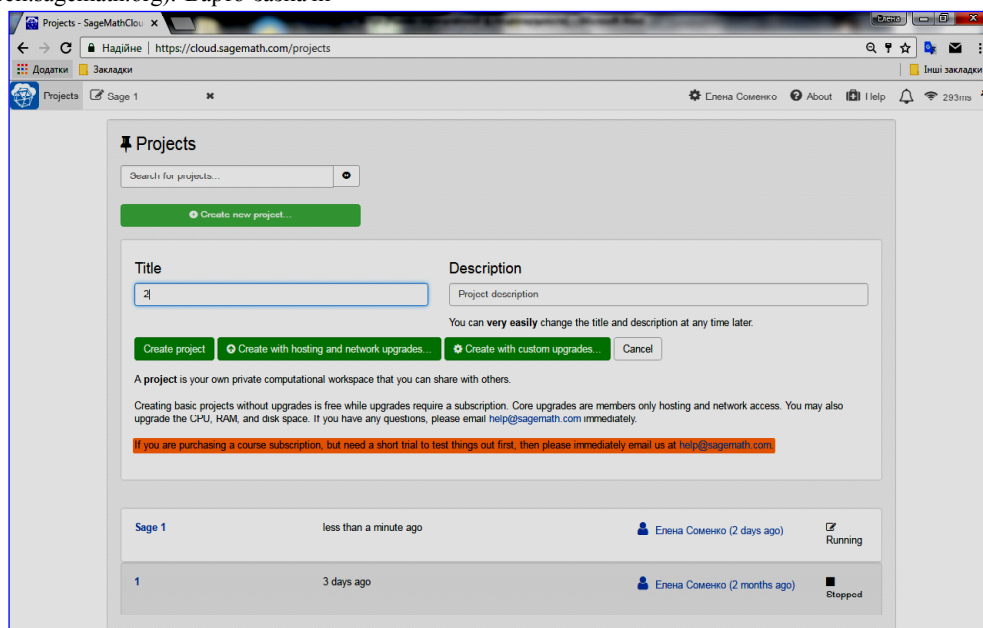 Projects - SageMathClou
Елена
Надійне | https://cloud.sagemath.com/projects
Додатки Закладки Інші закладки
Projects Sage 1 Елена Соменко About Help 293ms
Projects
Search for projects...
Create new project...
Title Description
2 Project description
You can very easily change the title and description at any time later.
Create project Create with hosting and network upgrades... Create with custom upgrades... Cancel
A project is your own private computational workspace that you can share with others.
Creating basic projects without upgrades is free while upgrades require a subscription. Core upgrades are members only hosting and network access. You may also
upgrade the CPU, RAM, and disk space. If you have any questions, please email help@sagemath.com immediately.
If you are purchasing a course subscription, but need a short trial to test things out first, then please immediately email us at help@sagemath.com.
Sage 1 less than a minute ago Елена Соменко (2 days ago) Running
1 3 days ago Елена Соменко (2 months ago) Stopped